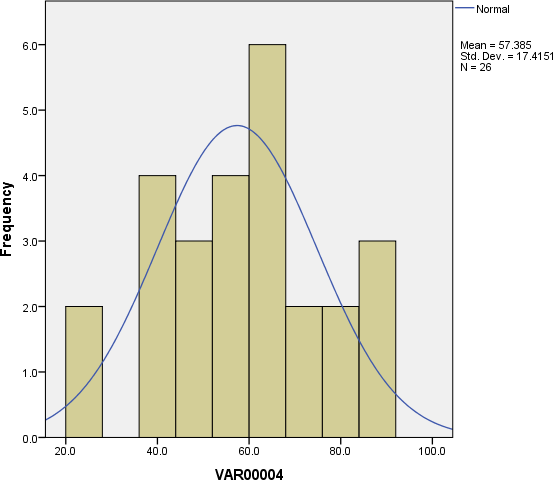 Normal
Mean = 57.385
Std. Dev. = 17.4151
N = 26
6.0
5.0
4.0
3.0
2.0
1.0
0.0
Frequency
20.0 40.0 60.0 80.0 100.0
VAR00004